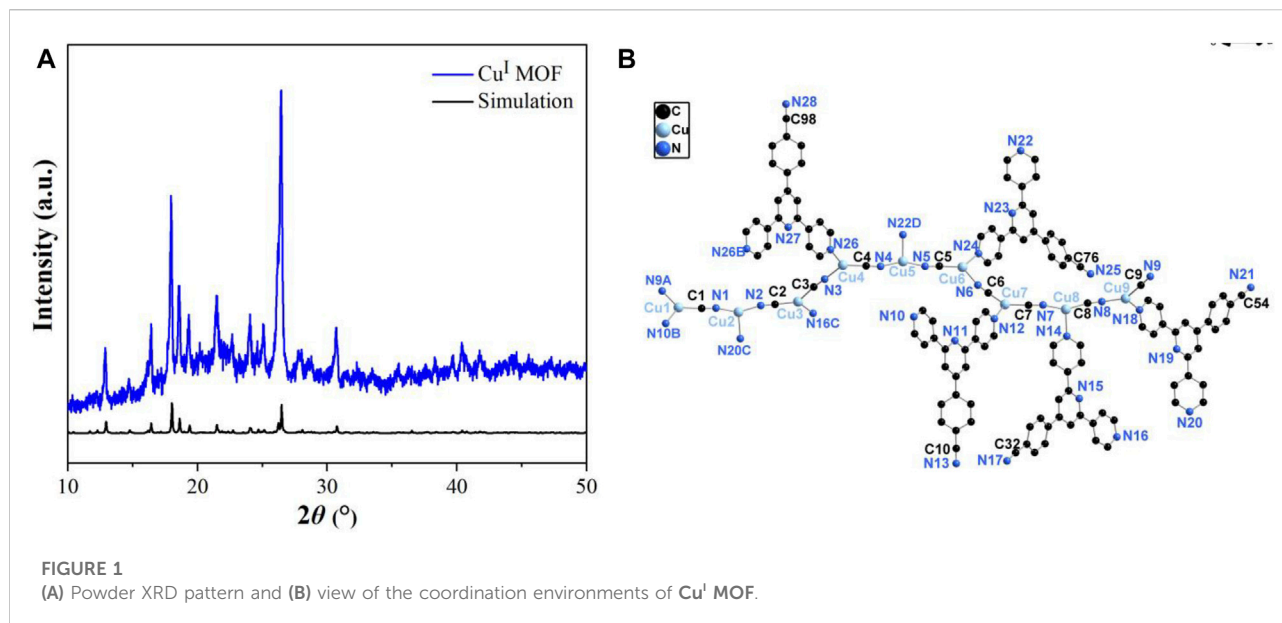 A
Cu^I MOF
Simulation
Intensity (a.u.)
10 20 30 40 50
2θ (°)
B
C
Cu
N
N28
C98
N22
N23
N22D
N26B
N27
N26
C4
N4
Cu5
N5
C5
N24
Cu6
C76
N25
Cu4
N3
C3
N9A
Cu1
C1
N1
N10B
Cu2
N2
C2
Cu3
N16C
N20C
N6
C6
Cu7
C7
N7
Cu8
C8
N8
Cu9
C9
N9
N18
N21
C54
N10
N11
N12
N14
N19
N15
N20
N16
C10
N13
C32
N17
FIGURE 1
(A) Powder XRD pattern and (B) view of the coordination environments of Cu^I MOF.